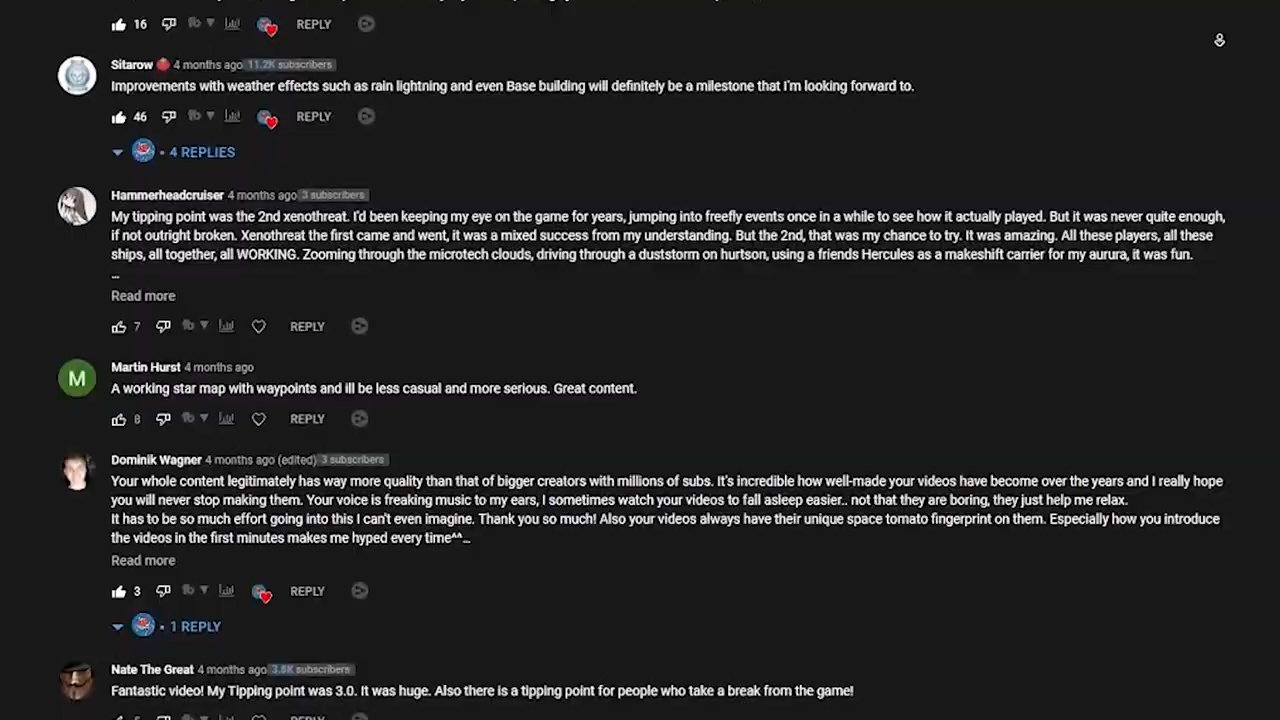 16 REPLY
Sitarow 4 months ago 11.2K subscribers
Improvements with weather effects such as rain lightning and even Base building will definitely be a milestone that I'm looking forward to.
46 REPLY
• 4 REPLIES
Hammerheadcruiser 4 months ago 3 subscribers
My tipping point was the 2nd xenothreat. I'd been keeping my eye on the game for years, jumping into freefly events once in a while to see how it actually played. But it was never quite enough,
if not outright broken. Xenothreat the first came and went, it was a mixed success from my understanding. But the 2nd, that was my chance to try. It was amazing. All these players, all these
ships, all together, all WORKING. Zooming through the microtech clouds, driving through a duststorm on hurtson, using a friends Hercules as a makeshift carrier for my aurura, it was fun.
...
Read more
7 REPLY
M
Martin Hurst 4 months ago
A working star map with waypoints and ill be less casual and more serious. Great content.
8 REPLY
Dominik Wagner 4 months ago (edited) 3 subscribers
Your whole content legitimately has way more quality than that of bigger creators with millions of subs. It's incredible how well-made your videos have become over the years and I really hope
you will never stop making them. Your voice is freaking music to my ears, I sometimes watch your videos to fall asleep easier.. not that they are boring, they just help me relax.
It has to be so much effort going into this I can't even imagine. Thank you so much! Also your videos always have their unique space tomato fingerprint on them. Especially how you introduce
the videos in the first minutes makes me hyped every time^^...
Read more
3 REPLY
• 1 REPLY
Nate The Great 4 months ago 3.8K subscribers
Fantastic video! My Tipping point was 3.0. It was huge. Also there is a tipping point for people who take a break from the game!